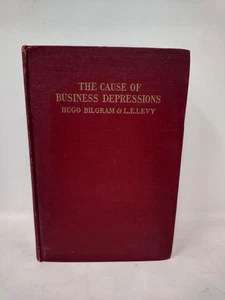 THE CAUSE OF
BUSINESS DEPRESSIONS
HUGO BILGRAM & L.E.LEVY